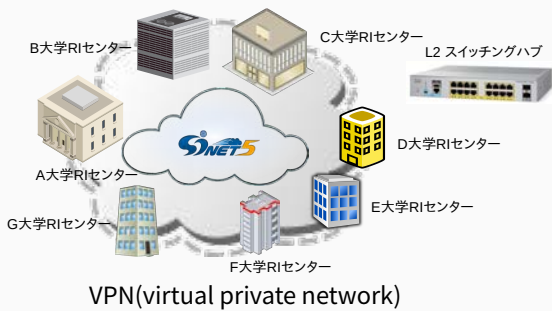 B大学RIセンター
C大学RIセンター
L2 スイッチングハブ
SINET5
D大学RIセンター
A大学RIセンター
E大学RIセンター
G大学RIセンター
F大学RIセンター
VPN(virtual private network)